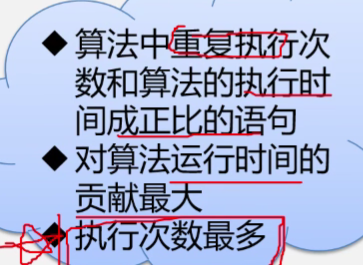 ◆ 算法中重复执行次
数和算法的执行时
间成正比的语句
◆ 对算法运行时间的
贡献最大
◆ 执行次数最多